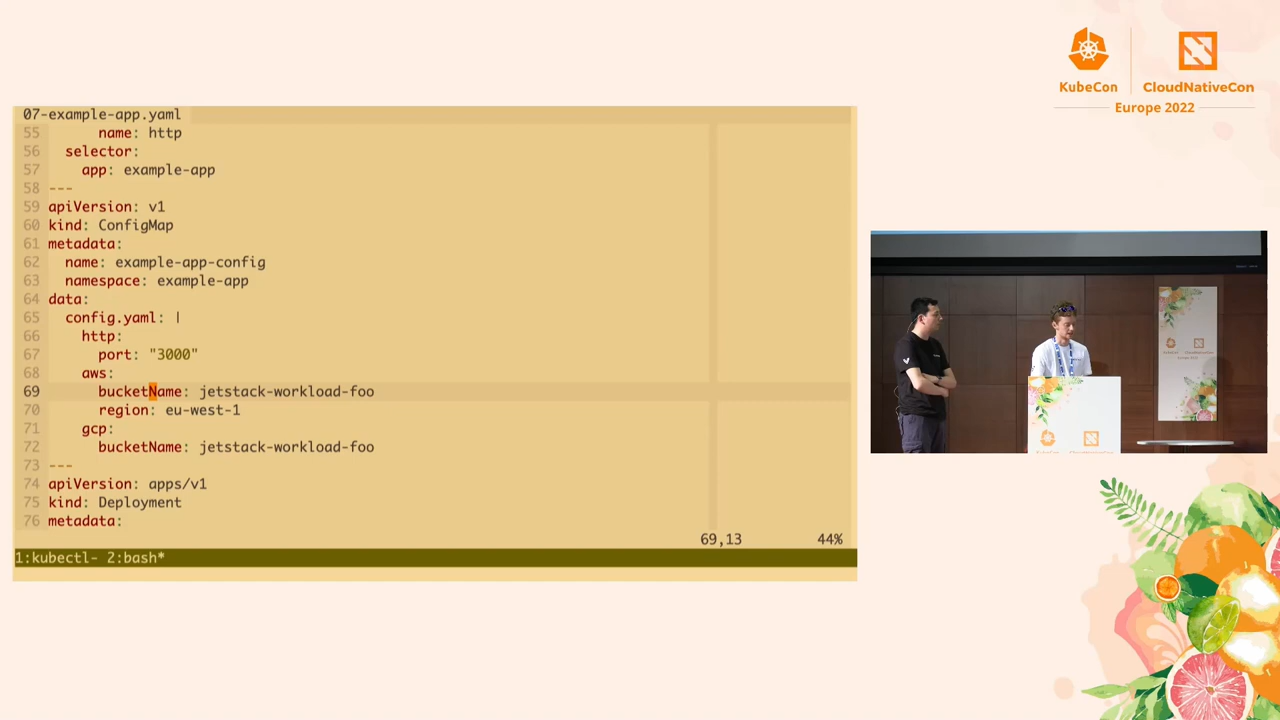 07-example-app.yaml
55 name: http
56 selector:
57 app: example-app
58 ---
59 apiVersion: v1
60 kind: ConfigMap
61 metadata:
62 name: example-app-config
63 namespace: example-app
64 data:
65 config.yaml: |
66 http:
67 port: "3000"
68 aws:
69 bucketName: jetstack-workload-foo
70 region: eu-west-1
71 gcp:
72 bucketName: jetstack-workload-foo
73 ---
74 apiVersion: apps/v1
75 kind: Deployment
76 metadata:
69,13 44%
1:kubectl- 2:bash*
KubeCon CloudNativeCon
Europe 2022